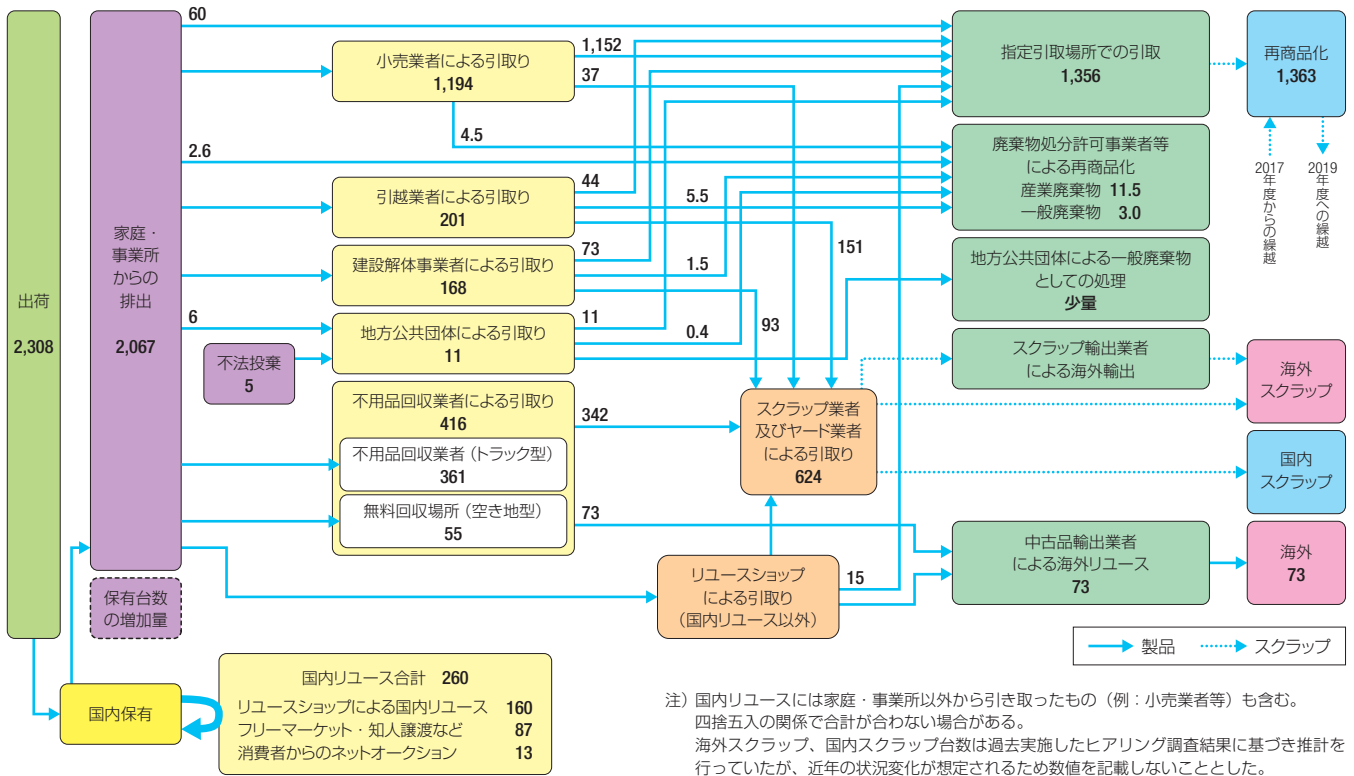 出荷
2,308
家庭・
事業所
からの
排出
2,067
保有台数
の増加量
不法投棄
5
国内保有
60
2.6
6
小売業者による引取り
1,194
引越業者による引取り
201
建設解体事業者による引取り
168
地方公共団体による引取り
11
不用品回収業者による引取り
416
不用品回収業者（トラック型）
361
無料回収場所（空き地型）
55
1,152
37
4.5
44
5.5
151
73
1.5
93
11
0.4
342
73
15
スクラップ業者
及びヤード業者
による引取り
624
リユースショップ
による引取り
（国内リユース以外）
指定引取場所での引取
1,356
廃棄物処分許可事業者等
による再商品化
産業廃棄物 11.5
一般廃棄物 3.0
地方公共団体による一般廃棄物
としての処理
少量
スクラップ輸出業者
による海外輸出
中古品輸出業者
による海外リユース
73
再商品化
1,363
2017
年度からの繰越
2019
年度への繰越
海外
スクラップ
国内
スクラップ
海外
73
製品 スクラップ
国内リユース合計 260
リユースショップによる国内リユース 160
フリーマーケット・知人譲渡など 87
消費者からのネットオークション 13
注）国内リユースには家庭・事業所以外から引き取ったもの（例：小売業者等）も含む。
四捨五入の関係で合計が合わない場合がある。
海外スクラップ、国内スクラップ台数は過去実施したヒアリング調査結果に基づき推計を
行っていたが、近年の状況変化が想定されるため数値を記載しないこととした。